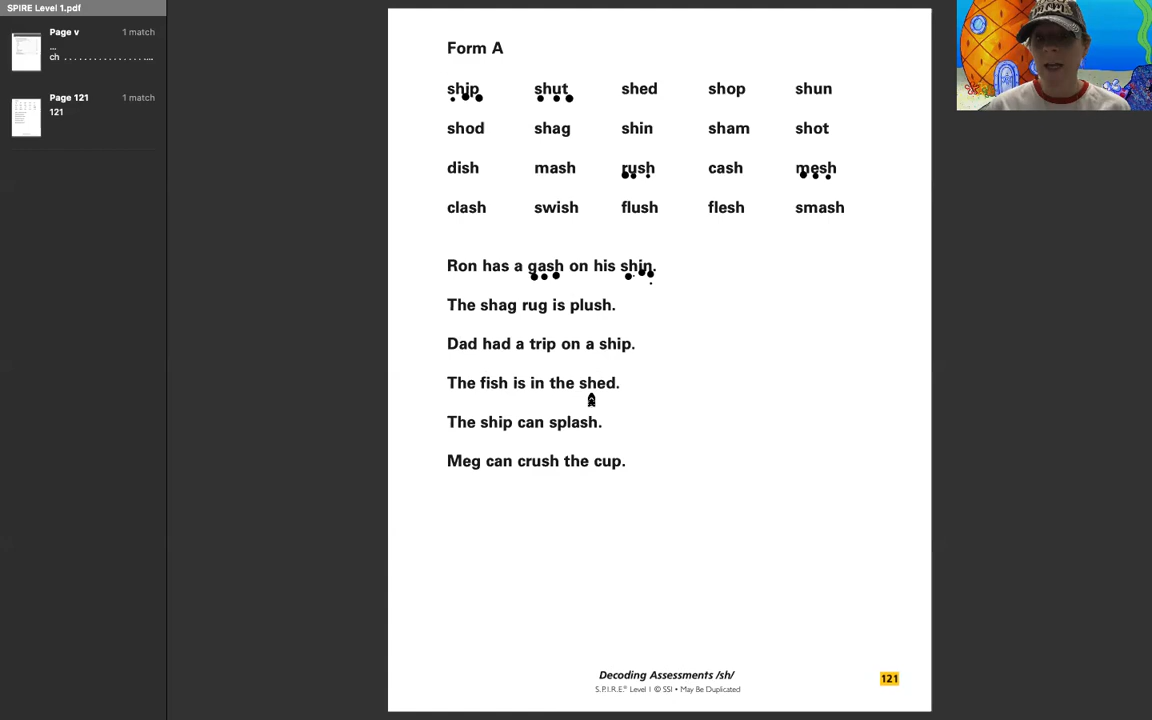 SPIRE Level 1.pdf
Page v 1 match
...
ch . . . . . . . . . . . . . . . . ....
Page 121 1 match
121
Form A
ship shut shed shop shun
shod shag shin sham shot
dish mash rush cash mesh
clash swish flush flesh smash
Ron has a gash on his shin.
The shag rug is plush.
Dad had a trip on a ship.
The fish is in the shed.
The ship can splash.
Meg can crush the cup.
Decoding Assessments /sh/
S.P.I.R.E.® Level I © SSI • May Be Duplicated
121